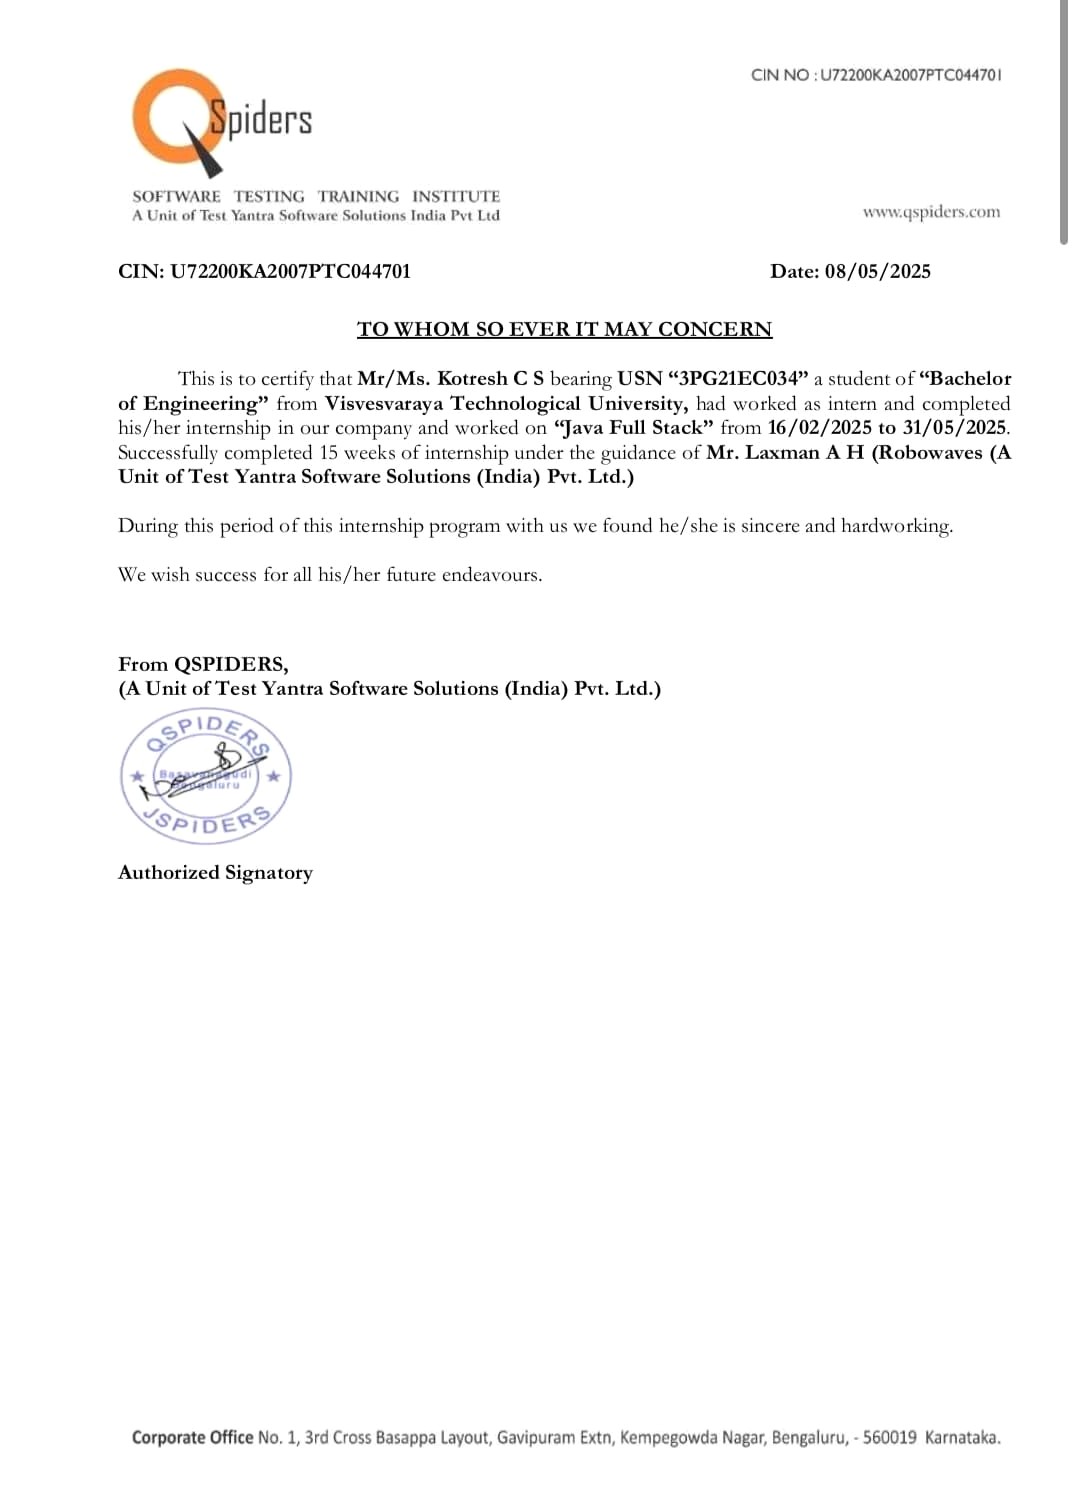 CIN NO : U72200KA2007PTC044701
QSpiders
SOFTWARE TESTING TRAINING INSTITUTE
A Unit of Test Yantra Software Solutions India Pvt Ltd
www.qspiders.com
CIN: U72200KA2007PTC044701 Date: 08/05/2025
TO WHOM SO EVER IT MAY CONCERN
This is to certify that Mr/Ms. Kotresh C S bearing USN “3PG21EC034” a student of “Bachelor
of Engineering” from Visvesvaraya Technological University, had worked as intern and completed
his/her internship in our company and worked on “Java Full Stack” from 16/02/2025 to 31/05/2025.
Successfully completed 15 weeks of internship under the guidance of Mr. Laxman A H (Robowaves (A
Unit of Test Yantra Software Solutions (India) Pvt. Ltd.)
During this period of this internship program with us we found he/she is sincere and hardworking.
We wish success for all his/her future endeavours.
From QSPIDERS,
(A Unit of Test Yantra Software Solutions (India) Pvt. Ltd.)
QSPIDERS
Basavanagudi
Bengaluru
JSPIDERS
Authorized Signatory
Corporate Office No. 1, 3rd Cross Basappa Layout, Gavipuram Extn, Kempegowda Nagar, Bengaluru, - 560019 Karnataka.